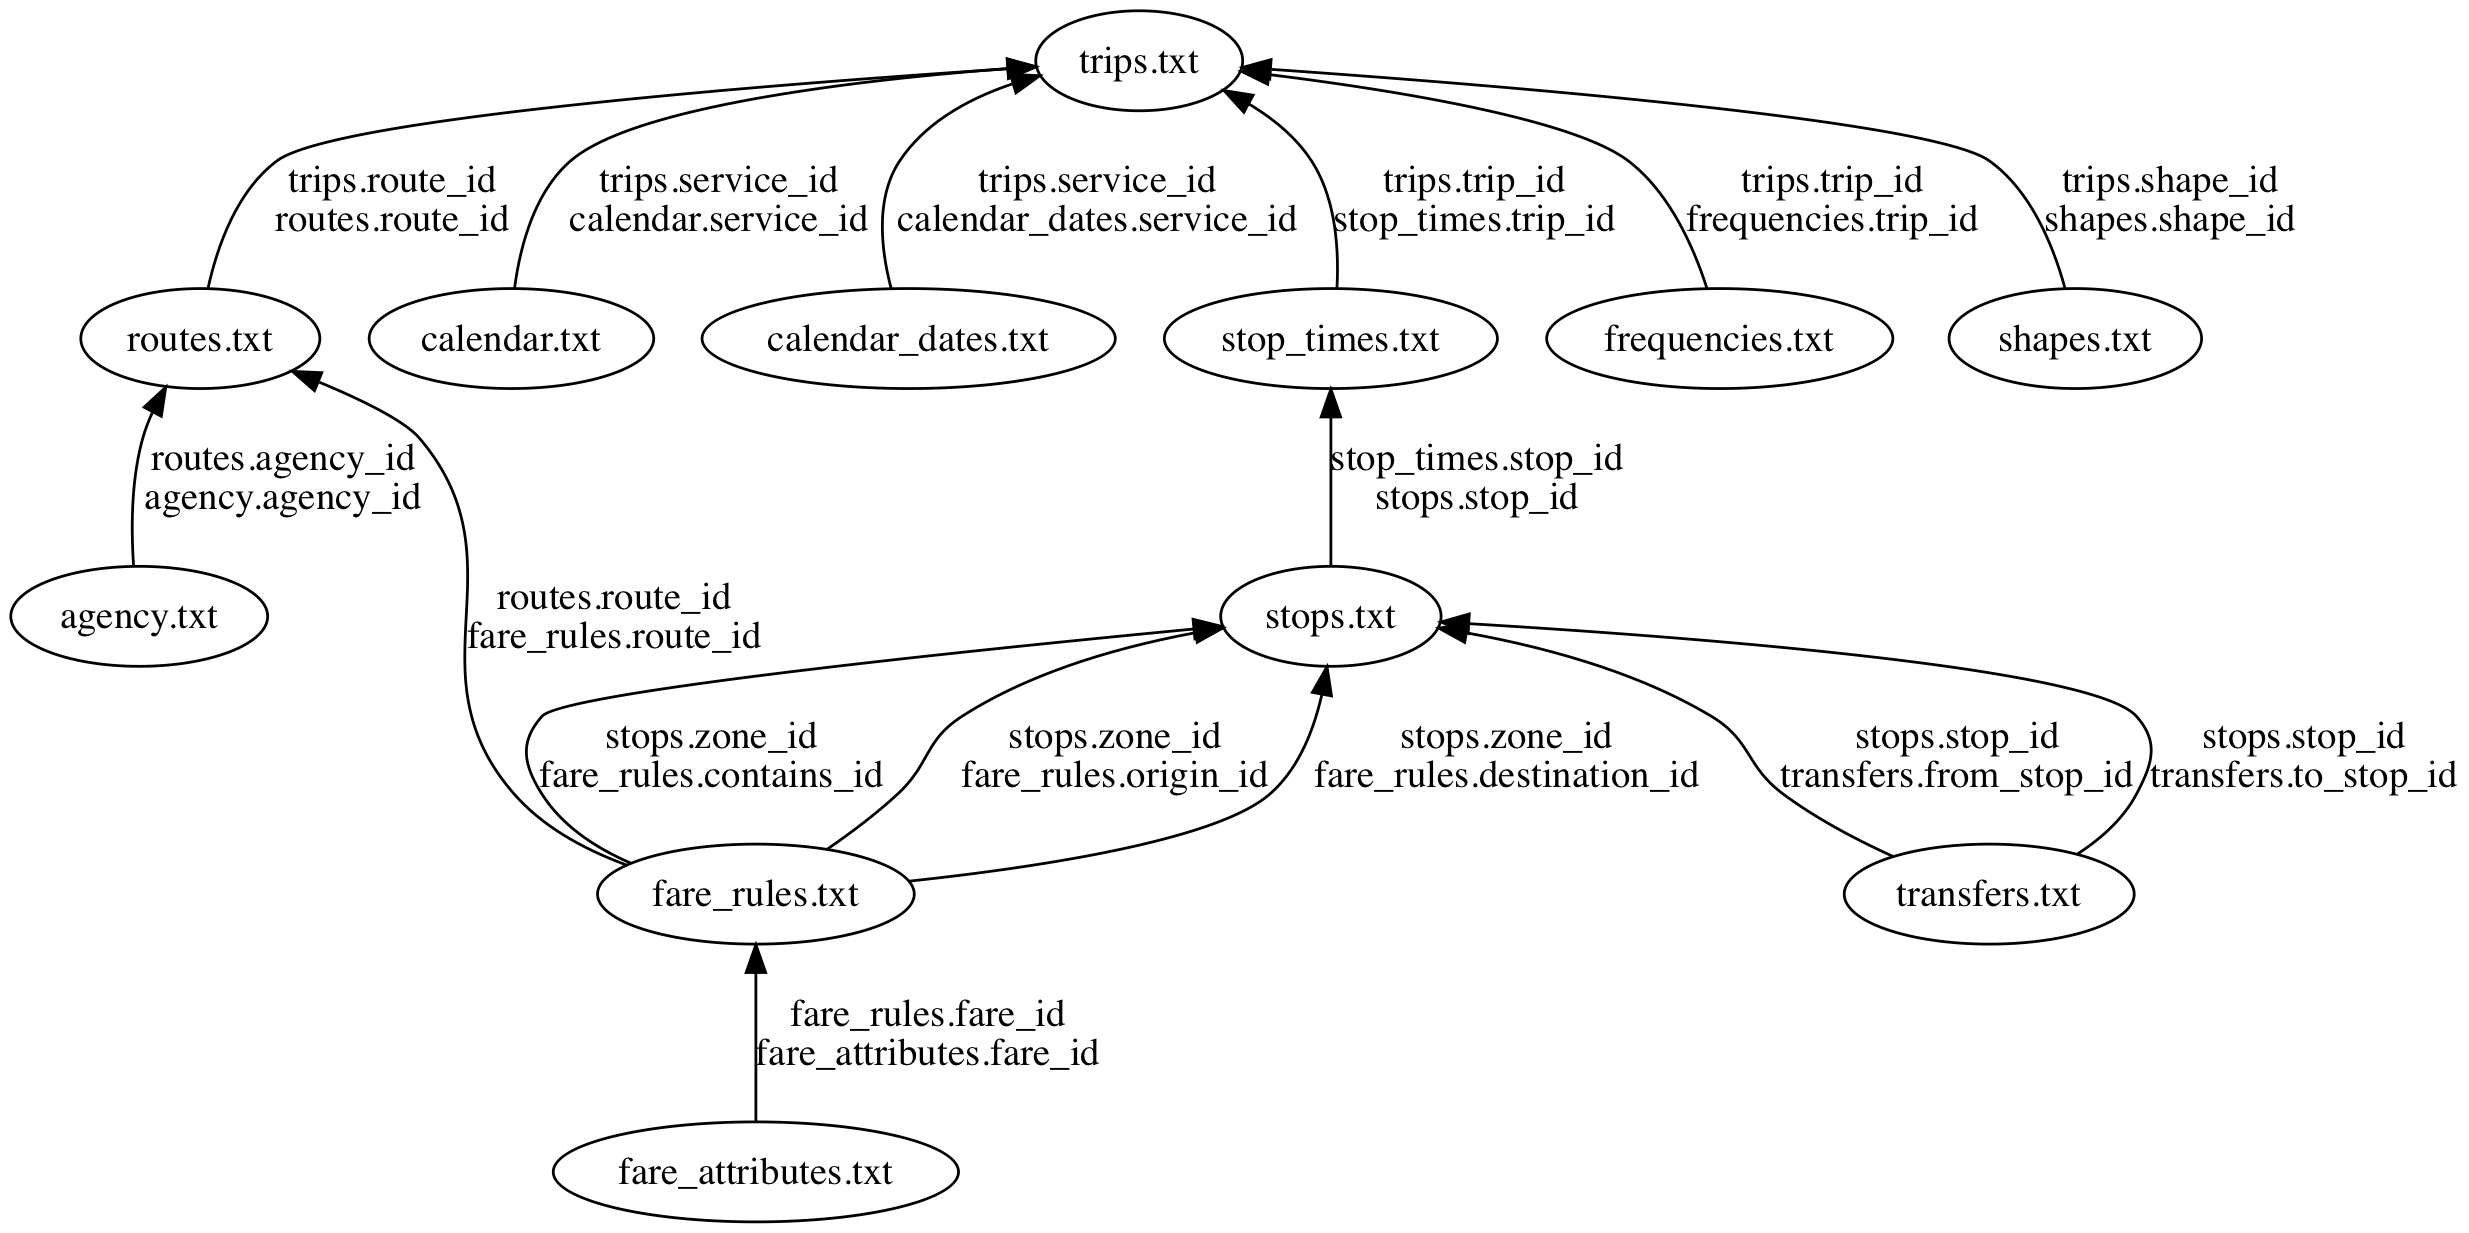 trips.txt
trips.route_id
routes.route_id
trips.service_id
calendar.service_id
trips.service_id
calendar_dates.service_id
trips.trip_id
stop_times.trip_id
trips.trip_id
frequencies.trip_id
trips.shape_id
shapes.shape_id
routes.txt
calendar.txt
calendar_dates.txt
stop_times.txt
frequencies.txt
shapes.txt
routes.agency_id
agency.agency_id
stop_times.stop_id
stops.stop_id
agency.txt
routes.route_id
fare_rules.route_id
stops.txt
stops.zone_id
fare_rules.contains_id
stops.zone_id
fare_rules.origin_id
stops.zone_id
fare_rules.destination_id
stops.stop_id
transfers.from_stop_id
stops.stop_id
transfers.to_stop_id
fare_rules.txt
transfers.txt
fare_rules.fare_id
fare_attributes.fare_id
fare_attributes.txt